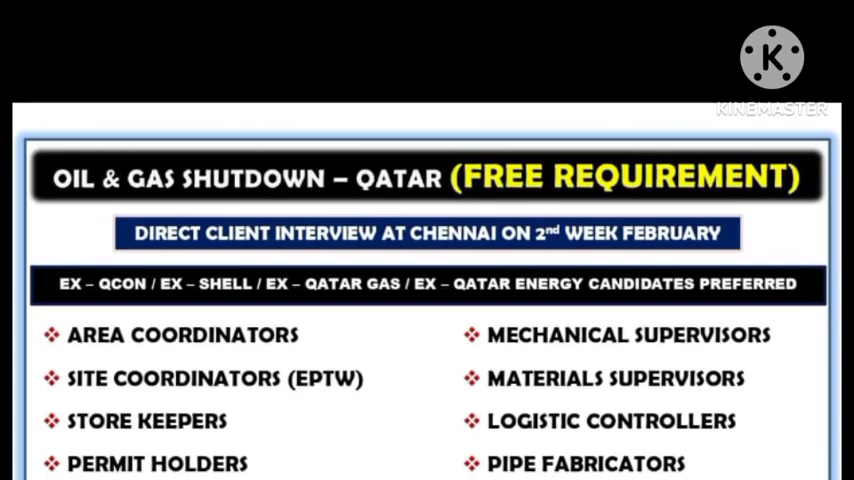 K
KINEMASTER
OIL & GAS SHUTDOWN – QATAR (FREE REQUIREMENT)
DIRECT CLIENT INTERVIEW AT CHENNAI ON 2nd WEEK FEBRUARY
EX – QCON / EX – SHELL / EX – QATAR GAS / EX – QATAR ENERGY CANDIDATES PREFERRED
AREA COORDINATORS
SITE COORDINATORS (EPTW)
STORE KEEPERS
PERMIT HOLDERS
MECHANICAL SUPERVISORS
MATERIALS SUPERVISORS
LOGISTIC CONTROLLERS
PIPE FABRICATORS